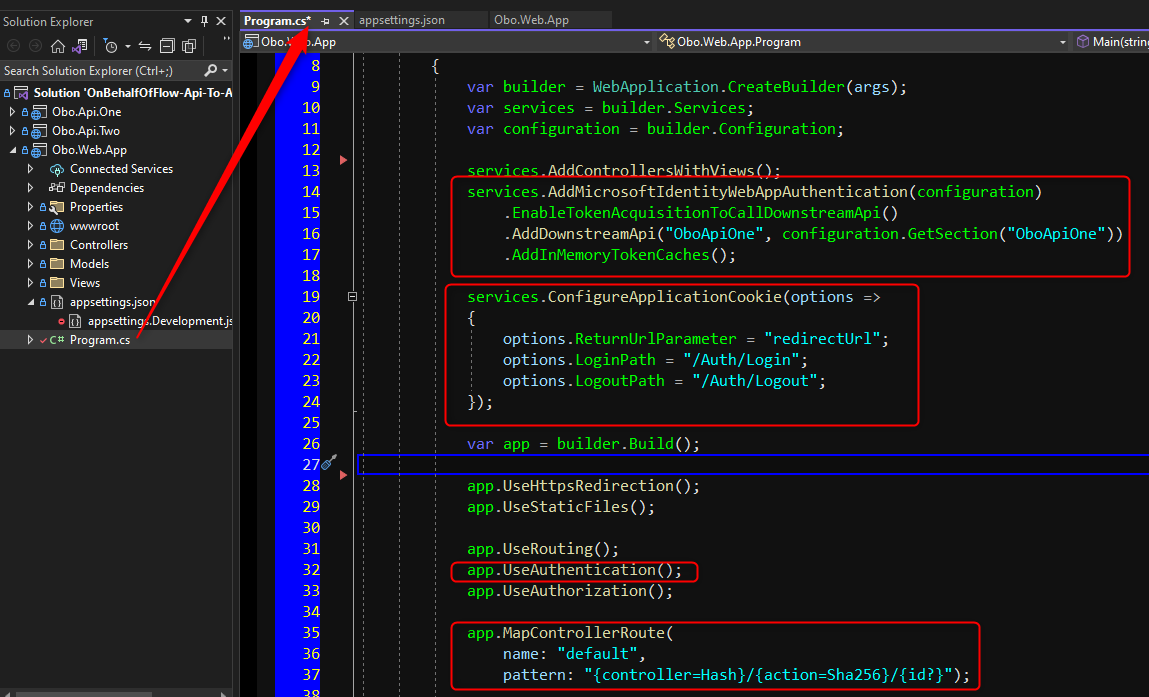 Solution Explorer
Search Solution Explorer (Ctrl+;)
Solution 'OnBehalfOfFlow-Api-To-A
Obo.Api.One
Obo.Api.Two
Obo.Web.App
Connected Services
Dependencies
Properties
wwwroot
Controllers
Models
Views
appsettings.json
appsettings.Development.js
C# Program.cs
Program.cs* appsettings.json Obo.Web.App
Obo.Web.App Obo.Web.App.Program Main(string
8 {
9 var builder = WebApplication.CreateBuilder(args);
10 var services = builder.Services;
11 var configuration = builder.Configuration;
12
13 services.AddControllersWithViews();
14 services.AddMicrosoftIdentityWebAppAuthentication(configuration)
15 .EnableTokenAcquisitionToCallDownstreamApi()
16 .AddDownstreamApi("OboApiOne", configuration.GetSection("OboApiOne"))
17 .AddInMemoryTokenCaches();
18
19 services.ConfigureApplicationCookie(options =>
20 {
21 options.ReturnUrlParameter = "redirectUrl";
22 options.LoginPath = "/Auth/Login";
23 options.LogoutPath = "/Auth/Logout";
24 });
25
26 var app = builder.Build();
27
28 app.UseHttpsRedirection();
29 app.UseStaticFiles();
30
31 app.UseRouting();
32 app.UseAuthentication();
33 app.UseAuthorization();
34
35 app.MapControllerRoute(
36 name: "default",
37 pattern: "{controller=Hash}/{action=Sha256}/{id?}");
38